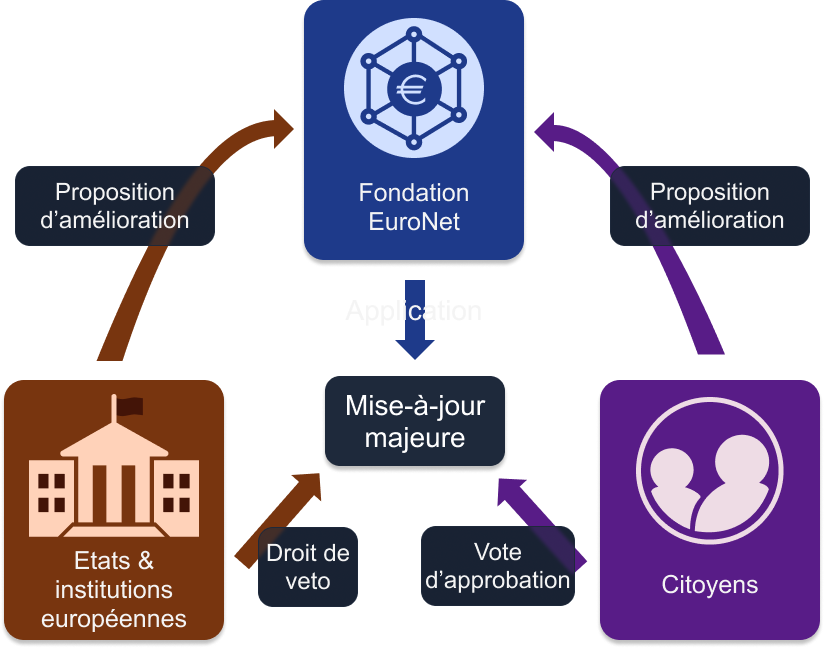 €
Fondation
EuroNet
Proposition
d’amélioration
Proposition
d’amélioration
Application
Mise-à-jour
majeure
Droit de
veto
Vote
d’approbation
Etats &
institutions
européennes
Citoyens